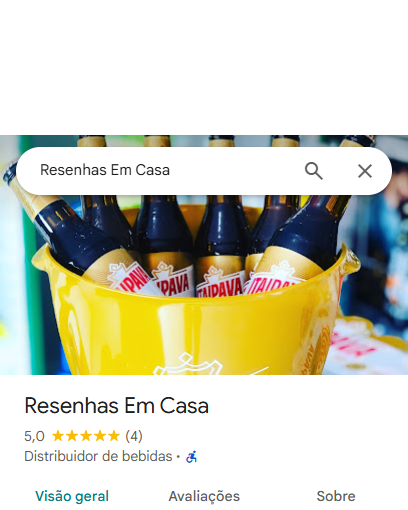 Resenhas Em Casa
ITAIPAVA ITAIPAVA ITAIPAVA ITAIPAVA
Resenhas Em Casa
5,0 (4)
Distribuidor de bebidas ·
Visão geral Avaliações Sobre